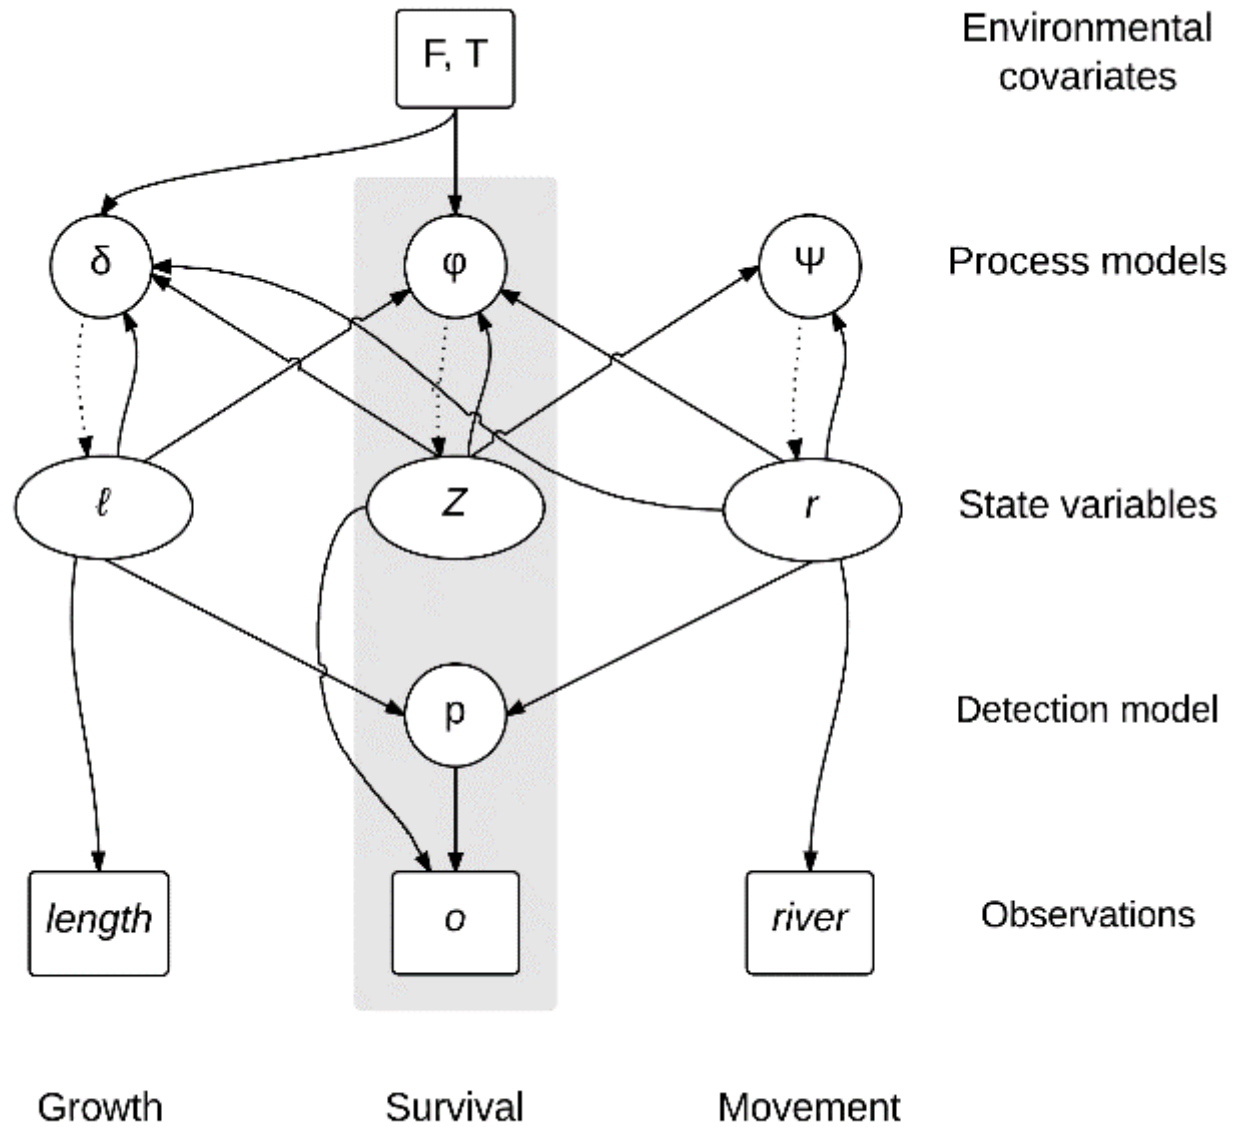 F, T
Environmental
covariates
δ
φ
Ψ
Process models
ℓ
Z
r
State variables
p
Detection model
length
o
river
Observations
Growth
Survival
Movement